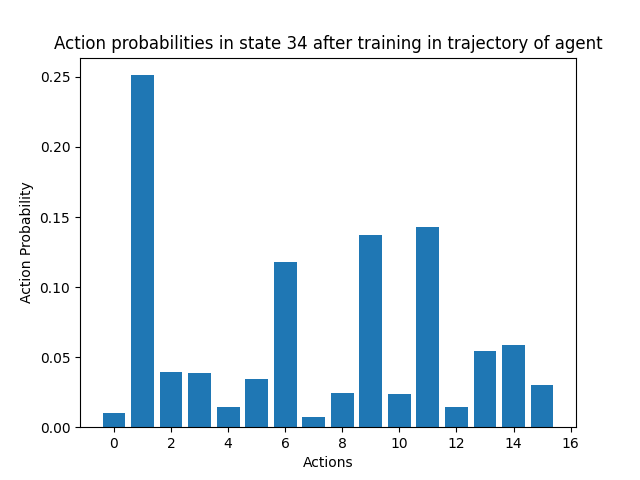 Action probabilities in state 34 after training in trajectory of agent
0.25
0.20
0.15
0.10
0.05
0.00
Action Probability
0 2 4 6 8 10 12 14 16
Actions